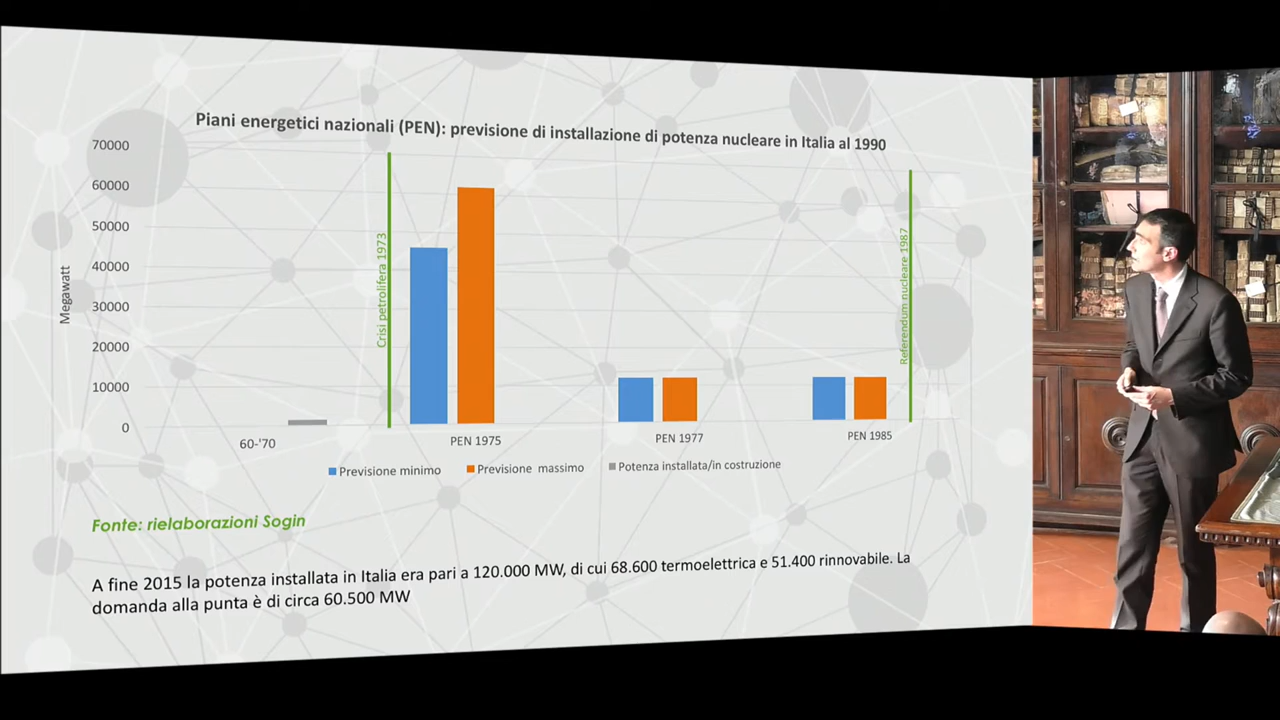 Piani energetici nazionali (PEN): previsione di installazione di potenza nucleare in Italia al 1990
70000
60000
50000
40000
30000
20000
10000
0
Megawatt
Crisi petrolifera 1973
Referendum nucleare 1987
60-'70
PEN 1975
PEN 1977
PEN 1985
Previsione minimo
Previsione massimo
Potenza installata/in costruzione
Fonte: rielaborazioni Sogin
A fine 2015 la potenza installata in Italia era pari a 120.000 MW, di cui 68.600 termoelettrica e 51.400 rinnovabile. La
domanda alla punta è di circa 60.500 MW